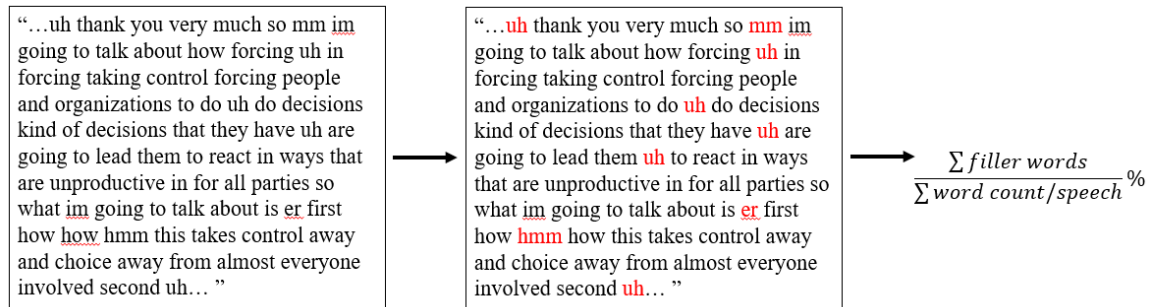 “…uh thank you very much so mm im
going to talk about how forcing uh in
forcing taking control forcing people
and organizations to do uh do decisions
kind of decisions that they have uh are
going to lead them to react in ways that
are unproductive in for all parties so
what im going to talk about is er first
how how hmm this takes control away
and choice away from almost everyone
involved second uh… ”
“…uh thank you very much so mm im
going to talk about how forcing uh in
forcing taking control forcing people
and organizations to do uh do decisions
kind of decisions that they have uh are
going to lead them uh to react in ways
that are unproductive in for all parties so
what im going to talk about is er first
how hmm how this takes control away
and choice away from almost everyone
involved second uh… ”
∑ filler words
∑ word count/speech %